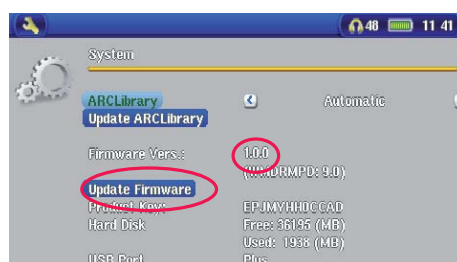 48 11 41
System
ARCLibrary Automatic
Update ARCLibrary
Firmware Vers.: 1.0.0
(WMDRMPD: 9.0)
Update Firmware
Product Key: EPJMYHH0CCAD
Hard Disk Free: 36195 (MB)
Used: 1938 (MB)
USB Port Plus